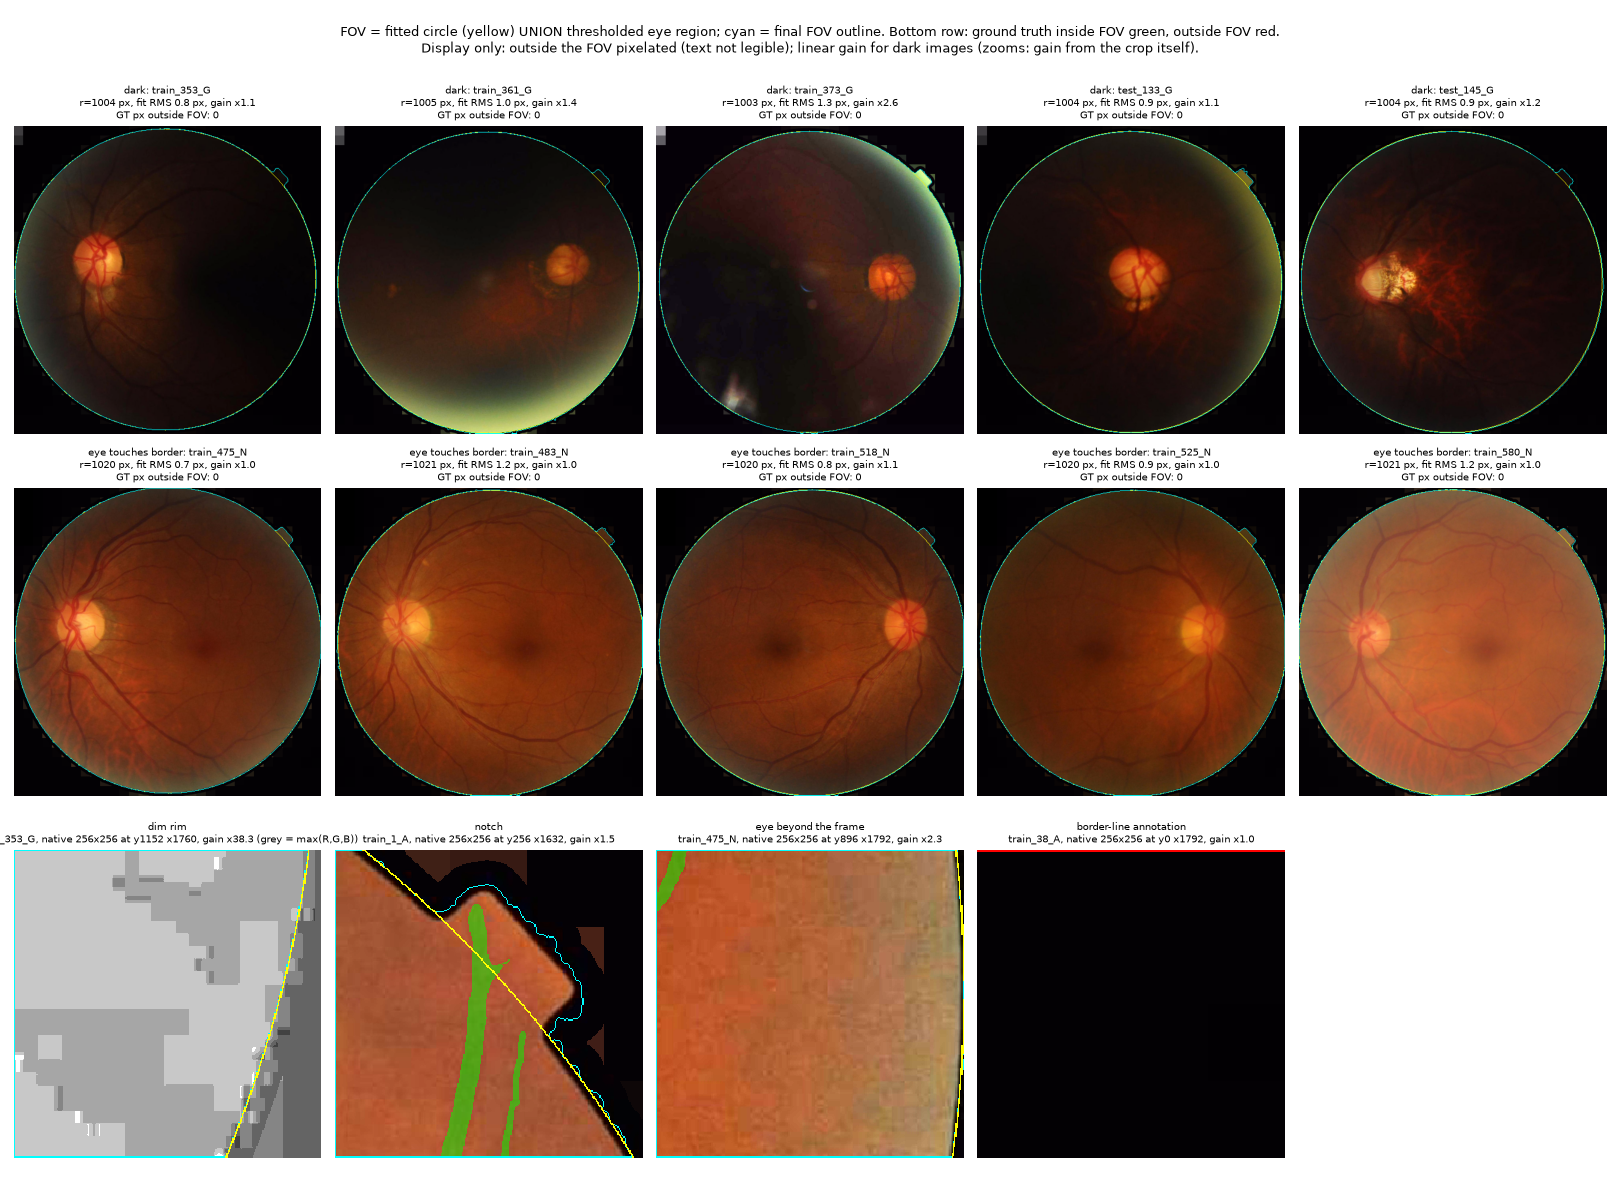 FOV = fitted circle (yellow) UNION thresholded eye region; cyan = final FOV outline. Bottom row: ground truth inside FOV green, outside FOV red.
Display only: outside the FOV pixelated (text not legible); linear gain for dark images (zooms: gain from the crop itself).
dark: train_353_G
r=1004 px, fit RMS 0.8 px, gain x1.1
GT px outside FOV: 0
dark: train_361_G
r=1005 px, fit RMS 1.0 px, gain x1.4
GT px outside FOV: 0
dark: train_373_G
r=1003 px, fit RMS 1.3 px, gain x2.6
GT px outside FOV: 0
dark: test_133_G
r=1004 px, fit RMS 0.9 px, gain x1.1
GT px outside FOV: 0
dark: test_145_G
r=1004 px, fit RMS 0.9 px, gain x1.2
GT px outside FOV: 0
eye touches border: train_475_N
r=1020 px, fit RMS 0.7 px, gain x1.0
GT px outside FOV: 0
eye touches border: train_483_N
r=1021 px, fit RMS 1.2 px, gain x1.0
GT px outside FOV: 0
eye touches border: train_518_N
r=1020 px, fit RMS 0.8 px, gain x1.1
GT px outside FOV: 0
eye touches border: train_525_N
r=1020 px, fit RMS 0.9 px, gain x1.0
GT px outside FOV: 0
eye touches border: train_580_N
r=1021 px, fit RMS 1.2 px, gain x1.0
GT px outside FOV: 0
dim rim
_353_G, native 256x256 at y1152 x1760, gain x38.3 (grey = max(R,G,B))
notch
train_1_A, native 256x256 at y256 x1632, gain x1.5
eye beyond the frame
train_475_N, native 256x256 at y896 x1792, gain x2.3
border-line annotation
train_38_A, native 256x256 at y0 x1792, gain x1.0